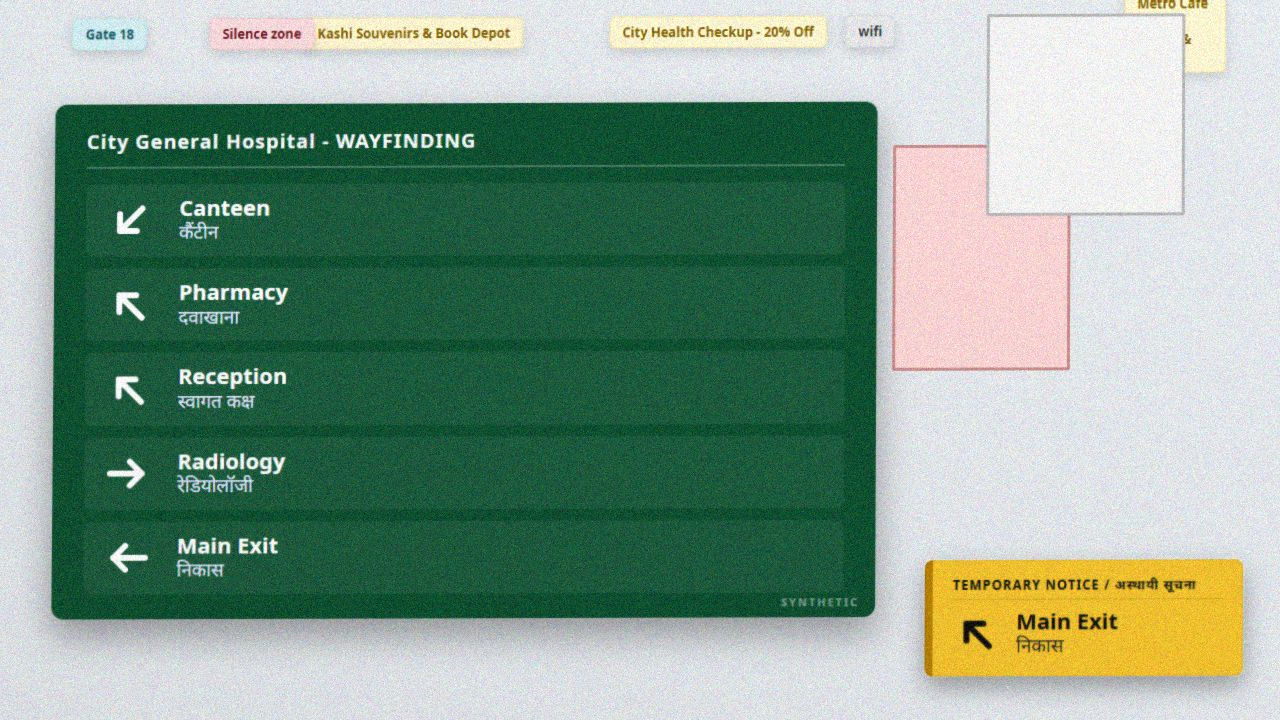 Metro Cafe
&
Gate 18
Silence zone
Kashi Souvenirs & Book Depot
City Health Checkup - 20% Off
wifi
City General Hospital - WAYFINDING
Canteen
कैंटीन
Pharmacy
दवाखाना
Reception
स्वागत कक्ष
Radiology
रेडियोलॉजी
Main Exit
निकास
SYNTHETIC
TEMPORARY NOTICE / अस्थायी सूचना
Main Exit
निकास